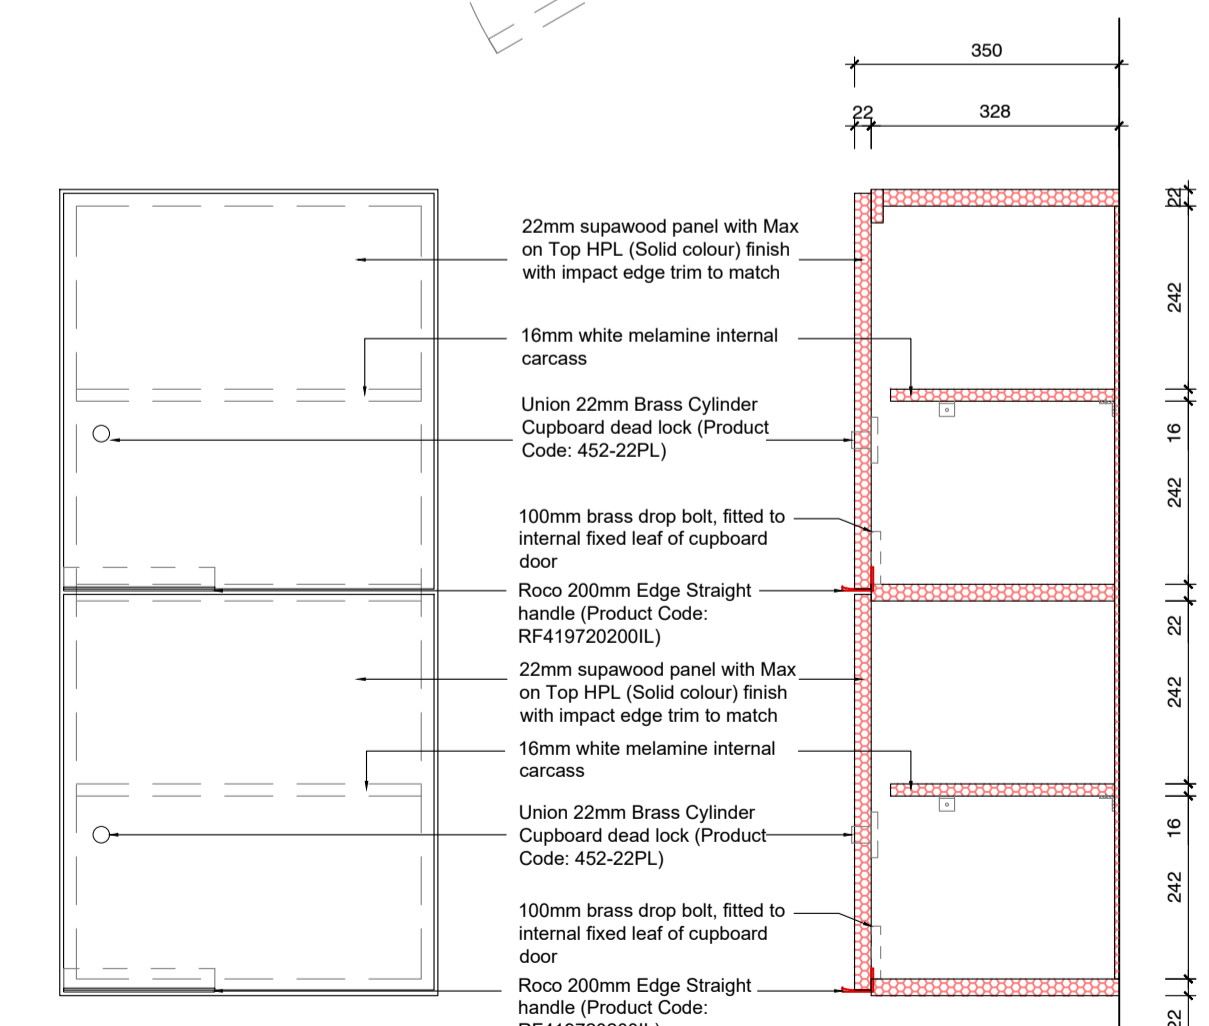 350
22
328
22mm supawood panel with Max
on Top HPL (Solid colour) finish
with impact edge trim to match
16mm white melamine internal
carcass
Union 22mm Brass Cylinder
Cupboard dead lock (Product
Code: 452-22PL)
100mm brass drop bolt, fitted to
internal fixed leaf of cupboard
door
Roco 200mm Edge Straight
handle (Product Code:
RF419720200IL)
22mm supawood panel with Max
on Top HPL (Solid colour) finish
with impact edge trim to match
16mm white melamine internal
carcass
Union 22mm Brass Cylinder
Cupboard dead lock (Product
Code: 452-22PL)
100mm brass drop bolt, fitted to
internal fixed leaf of cupboard
door
Roco 200mm Edge Straight
handle (Product Code:
RF419720200IL)
22
242
16
242
22
242
16
242
22